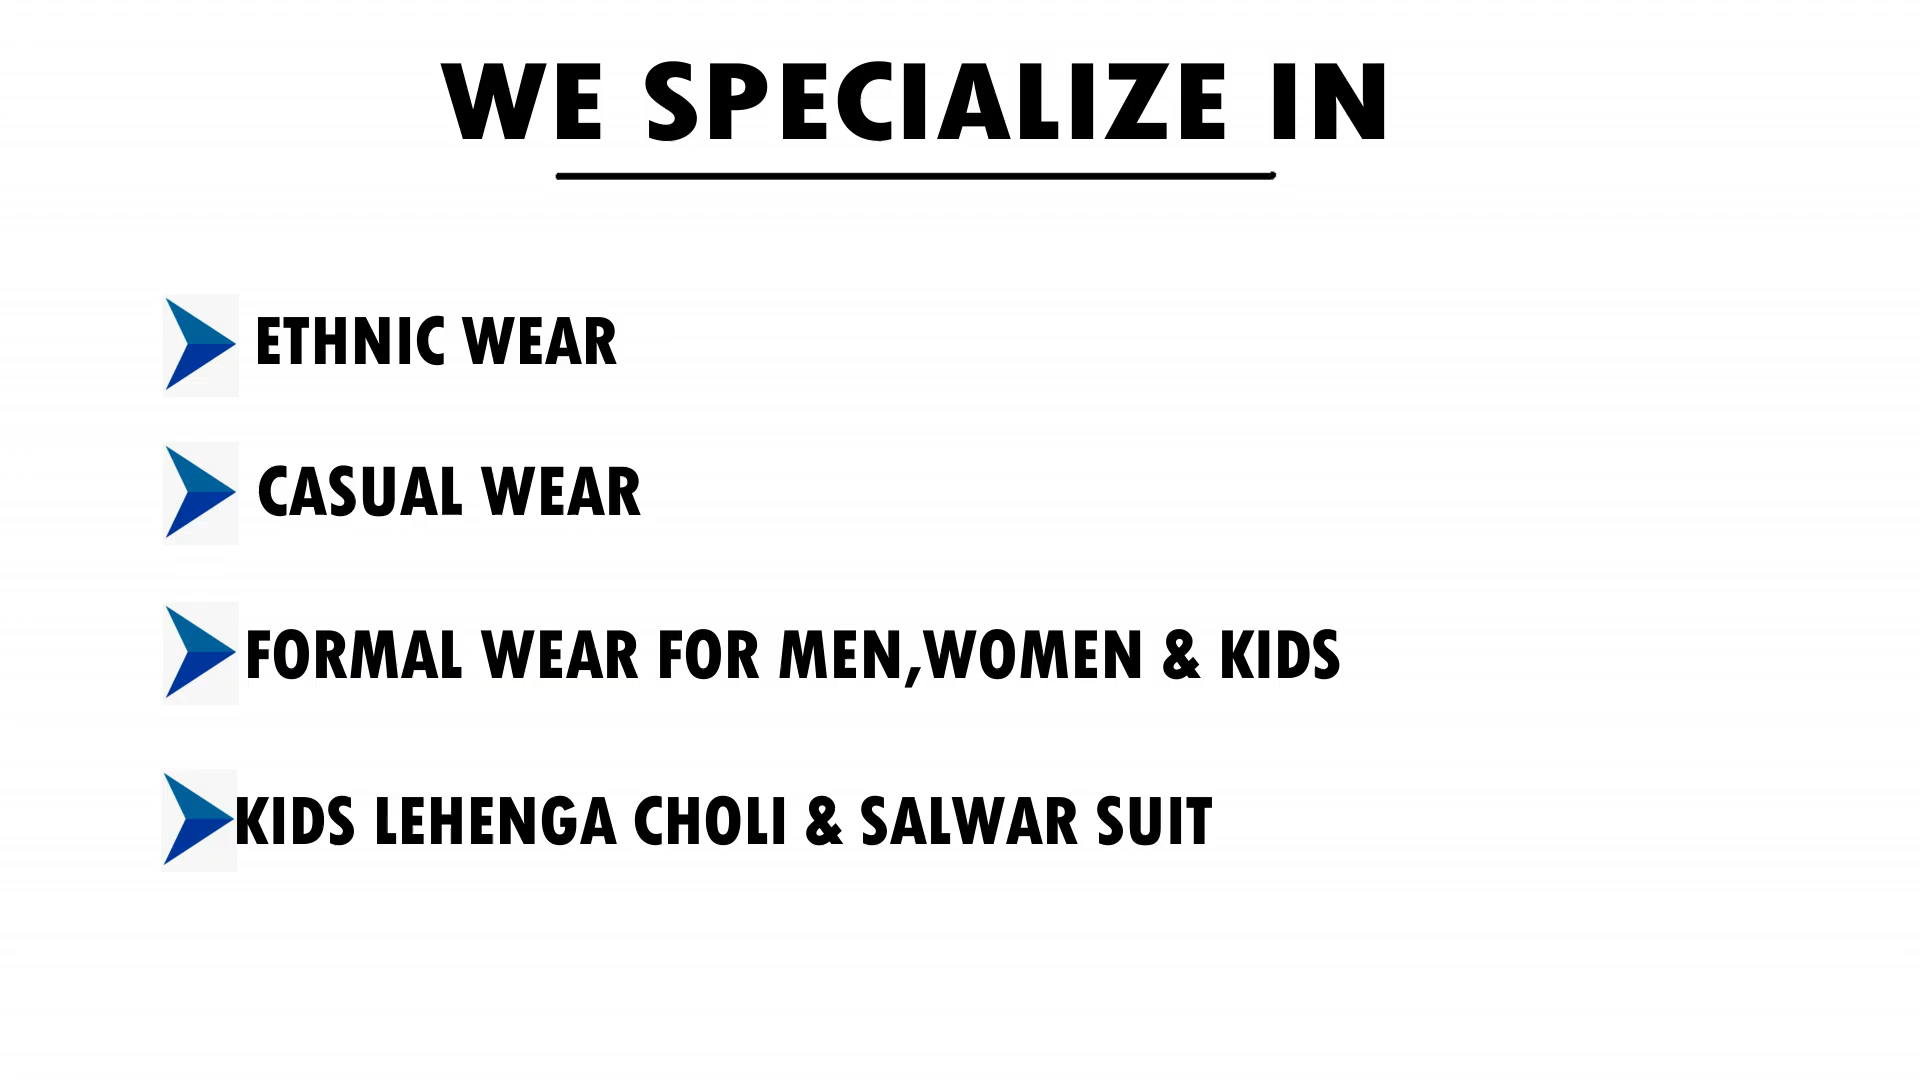 WE SPECIALIZE IN
ETHNIC WEAR
CASUAL WEAR
FORMAL WEAR FOR MEN,WOMEN & KIDS
KIDS LEHENGA CHOLI & SALWAR SUIT